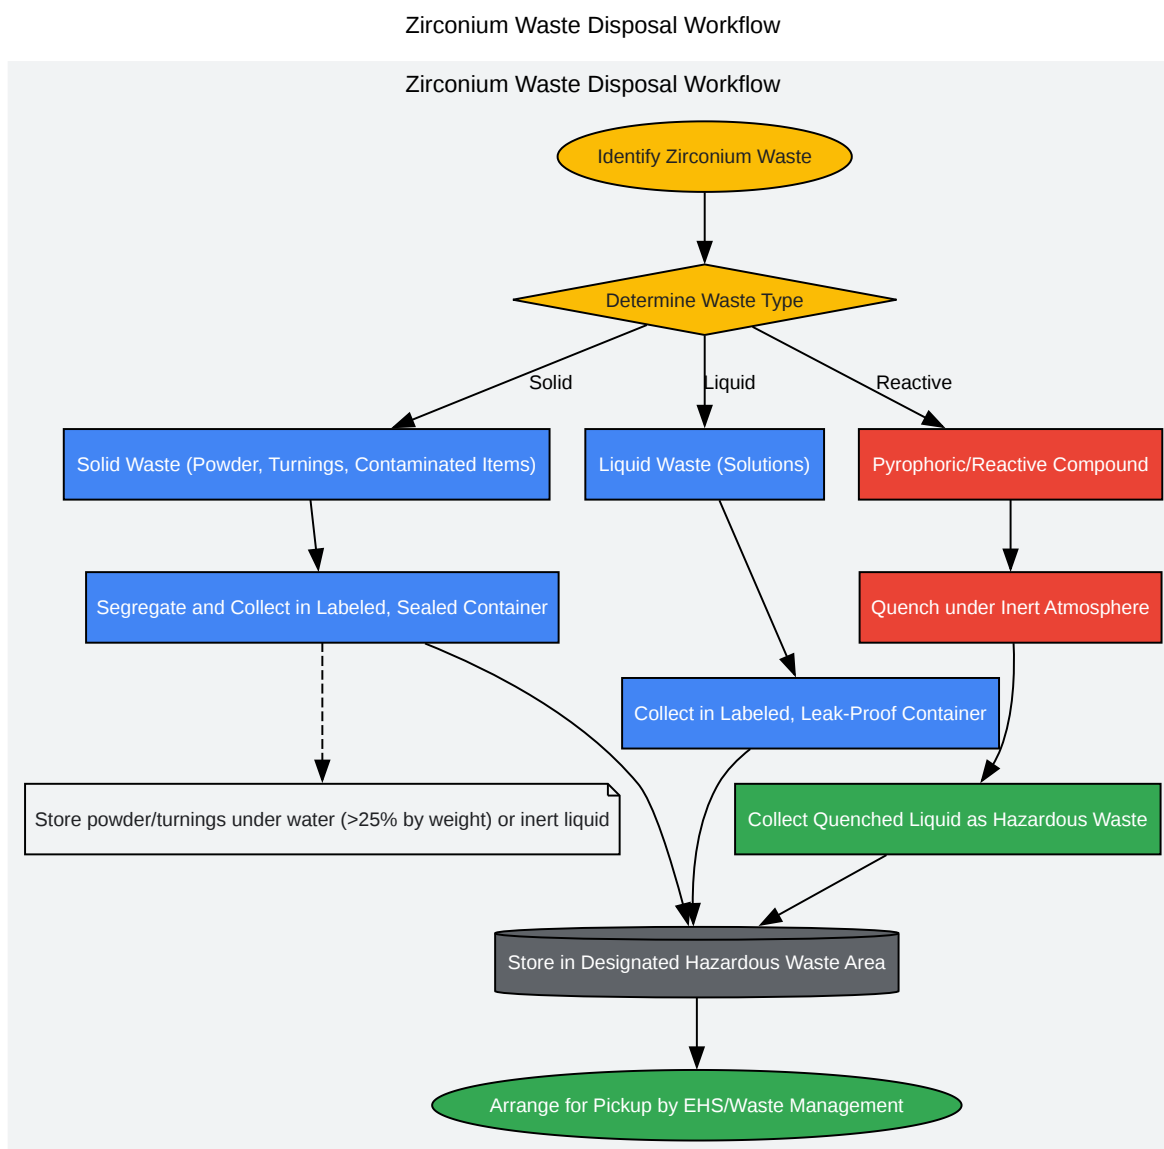 Zirconium Waste Disposal Workflow
Zirconium Waste Disposal Workflow
Identify Zirconium Waste
Determine Waste Type
Solid
Liquid
Reactive
Solid Waste (Powder, Turnings, Contaminated Items)
Liquid Waste (Solutions)
Pyrophoric/Reactive Compound
Segregate and Collect in Labeled, Sealed Container
Quench under Inert Atmosphere
Collect in Labeled, Leak-Proof Container
Store powder/turnings under water (>25% by weight) or inert liquid
Collect Quenched Liquid as Hazardous Waste
Store in Designated Hazardous Waste Area
Arrange for Pickup by EHS/Waste Management